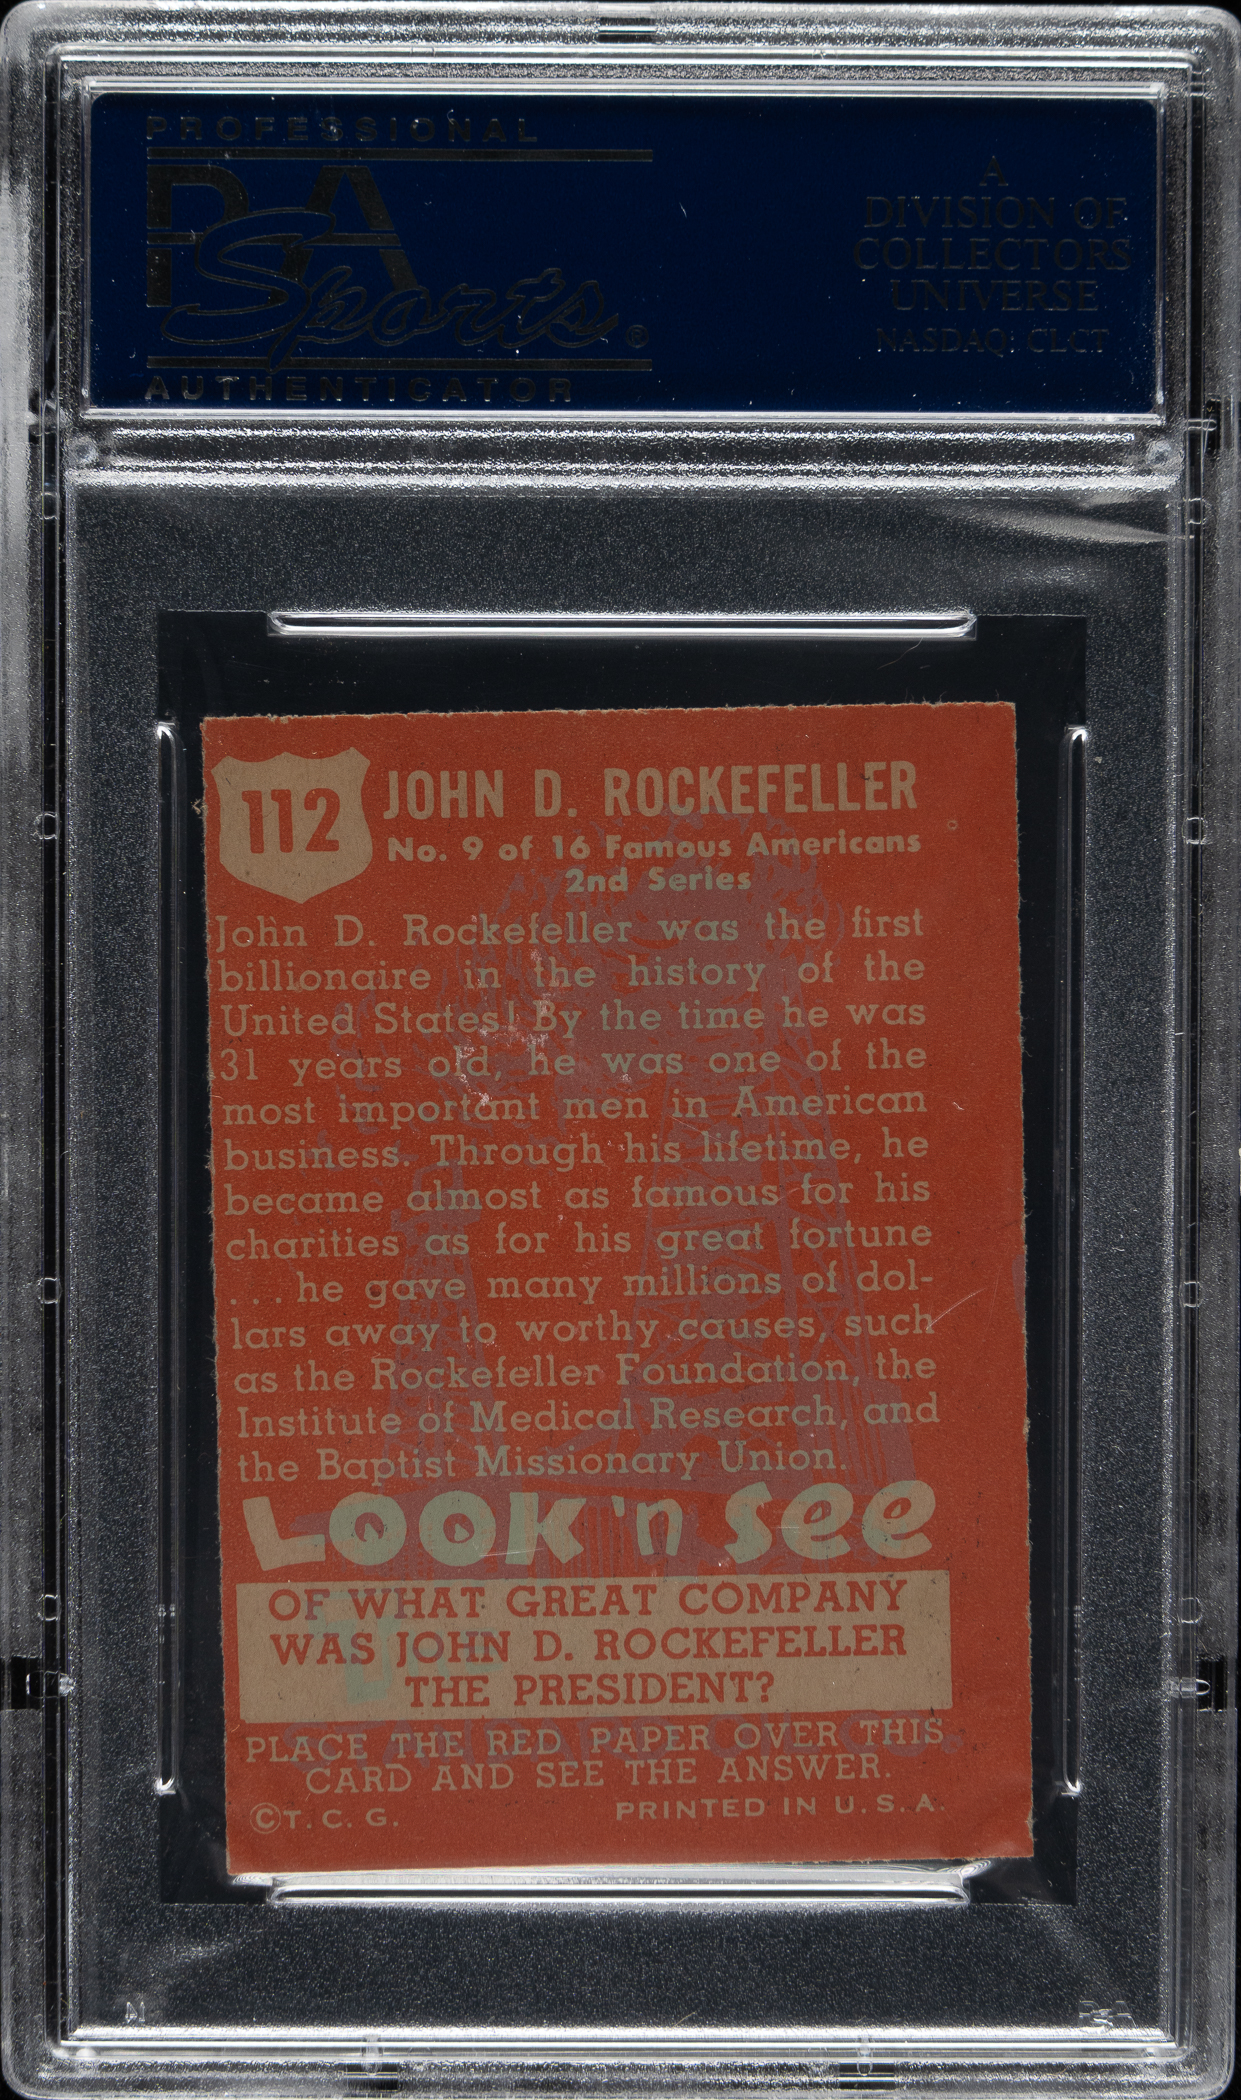 PROFESSIONAL
PSA
Sports®
AUTHENTICATOR
A
DIVISION OF
COLLECTORS
UNIVERSE
NASDAQ: CLCT
112
JOHN D. ROCKEFELLER
No. 9 of 16 Famous Americans
2nd Series
John D. Rockefeller was the first
billionaire in the history of the
United States! By the time he was
31 years old, he was one of the
most important men in American
business. Through his lifetime, he
became almost as famous for his
charities as for his great fortune
... he gave many millions of dol-
lars away to worthy causes, such
as the Rockefeller Foundation, the
Institute of Medical Research, and
the Baptist Missionary Union.
LOOK 'n See
OF WHAT GREAT COMPANY
WAS JOHN D. ROCKEFELLER
THE PRESIDENT?
PLACE THE RED PAPER OVER THIS
CARD AND SEE THE ANSWER.
©T. C. G.
PRINTED IN U. S. A.